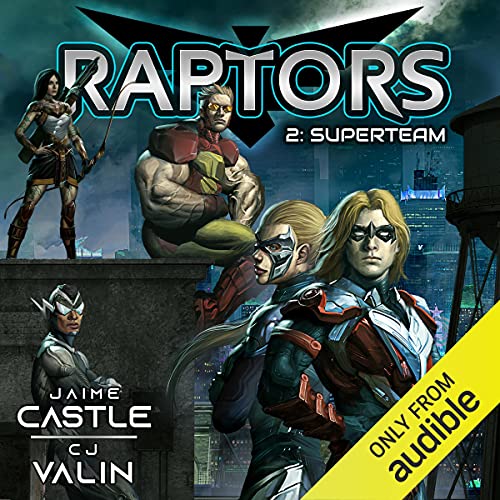 RAPTORS
2: SUPERTEAM
JAIME
CASTLE
CJ
VALIN
ONLY FROM
audible